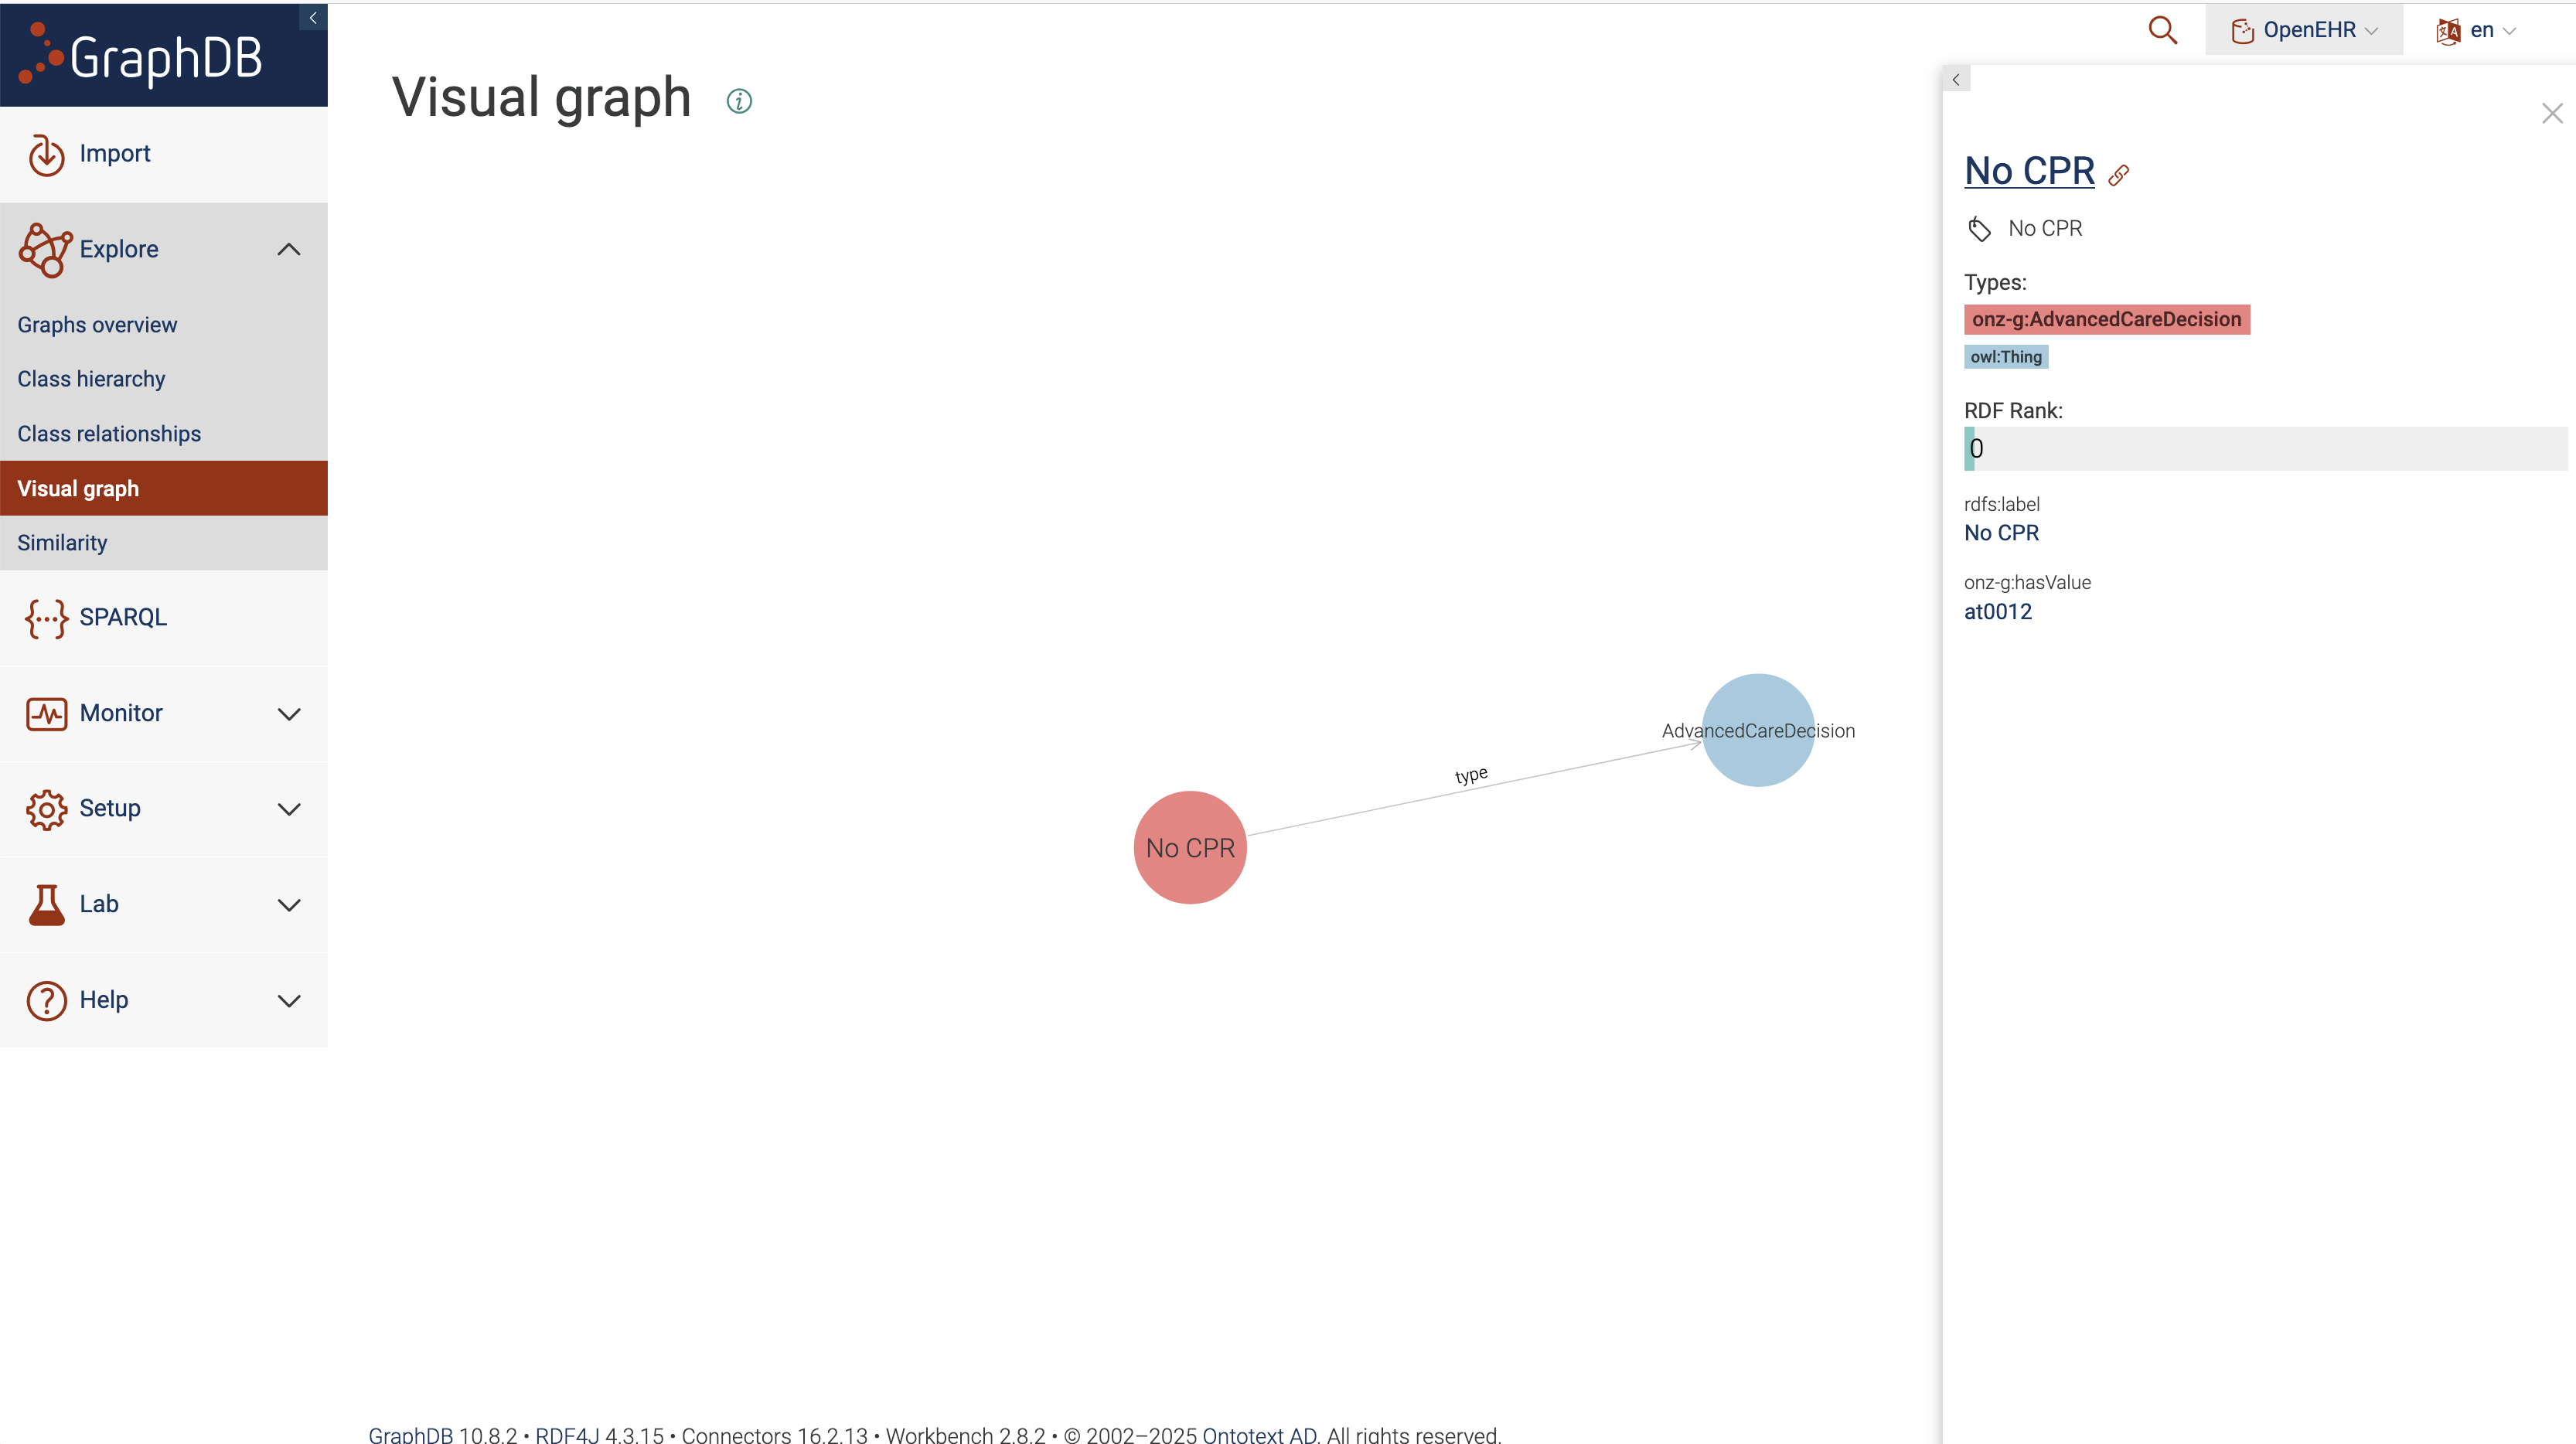 GraphDB
OpenEHR
en
Import
Explore
Graphs overview
Class hierarchy
Class relationships
Visual graph
Similarity
SPARQL
Monitor
Setup
Lab
Help
Visual graph
No CPR
type
AdvancedCareDecision
No CPR
No CPR
Types:
onz-g:AdvancedCareDecision
owl:Thing
RDF Rank:
0
rdfs:label
No CPR
onz-g:hasValue
at0012
GraphDB 10.8.2 • RDF4J 4.3.15 • Connectors 16.2.13 • Workbench 2.8.2 • © 2002–2025 Ontotext AD. All rights reserved.